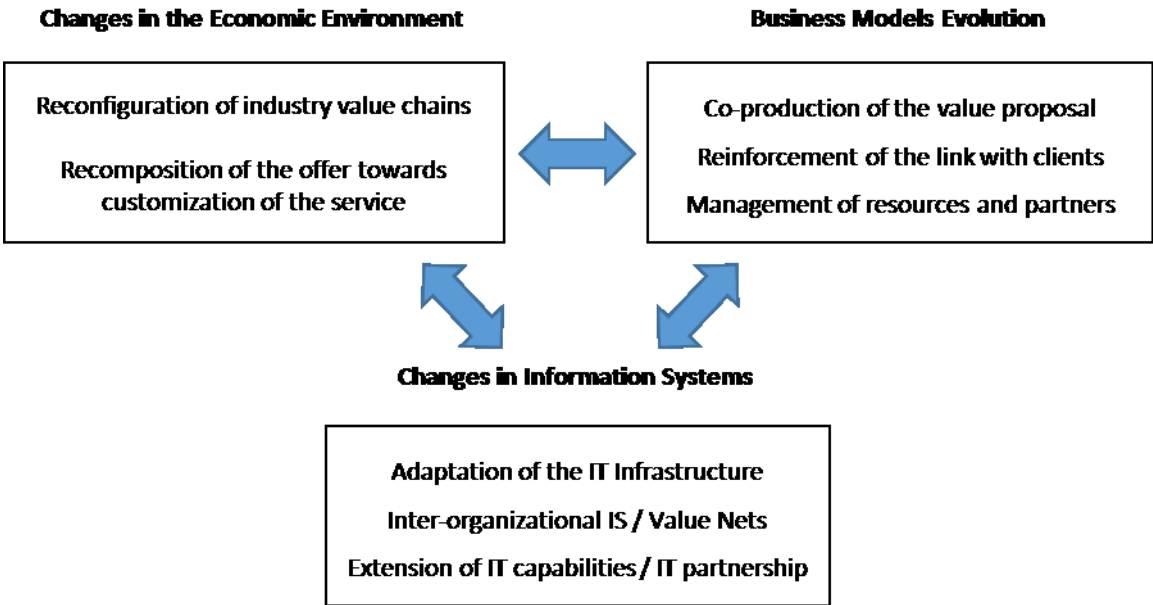 Changes in the Economic Environment
Reconfiguration of industry value chains
Recomposition of the offer towards
customization of the service
Business Models Evolution
Co-production of the value proposal
Reinforcement of the link with clients
Management of resources and partners
Changes in Information Systems
Adaptation of the IT Infrastructure
Inter-organizational IS / Value Nets
Extension of IT capabilities / IT partnership